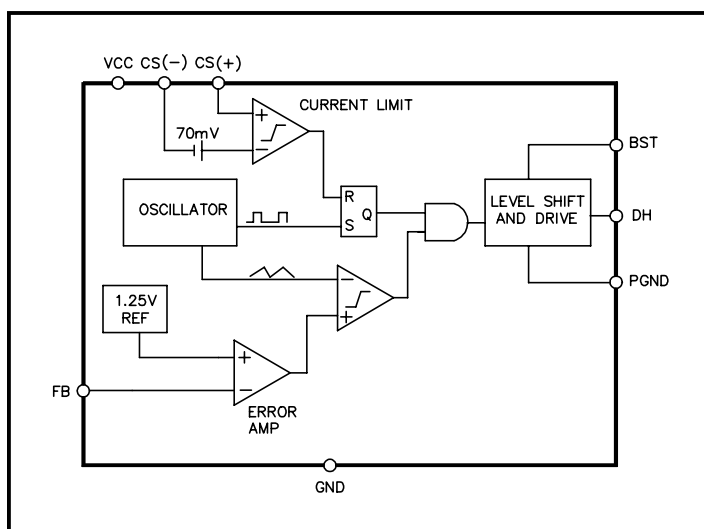 VCC CS(-) CS(+)
CURRENT LIMIT
70mV
+
-
BST
OSCILLATOR
R
S
Q
LEVEL SHIFT
AND DRIVE
DH
-
+
PGND
1.25V
REF
+
-
FB
ERROR
AMP
GND